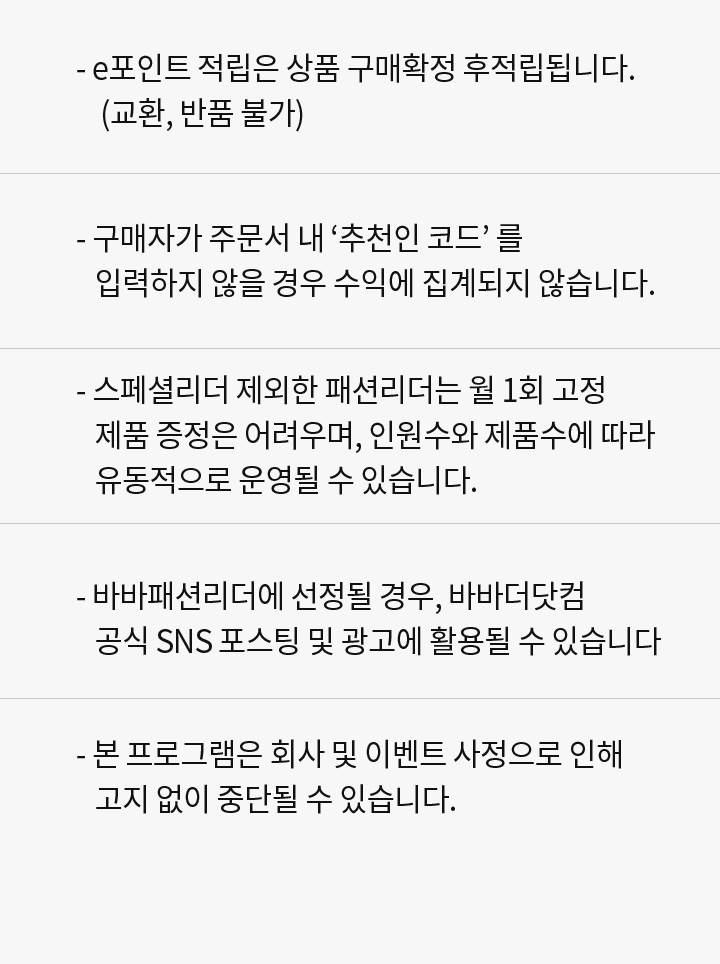 - e포인트 적립은 상품 구매확정 후적립됩니다.
(교환, 반품 불가)
- 구매자가 주문서 내 ‘추천인 코드’ 를
입력하지 않을 경우 수익에 집계되지 않습니다.
- 스페셜리더 제외한 패션리더는 월 1회 고정
제품 증정은 어려우며, 인원수와 제품수에 따라
유동적으로 운영될 수 있습니다.
- 바바패션리더에 선정될 경우, 바바더닷컴
공식 SNS 포스팅 및 광고에 활용될 수 있습니다
- 본 프로그램은 회사 및 이벤트 사정으로 인해
고지 없이 중단될 수 있습니다.